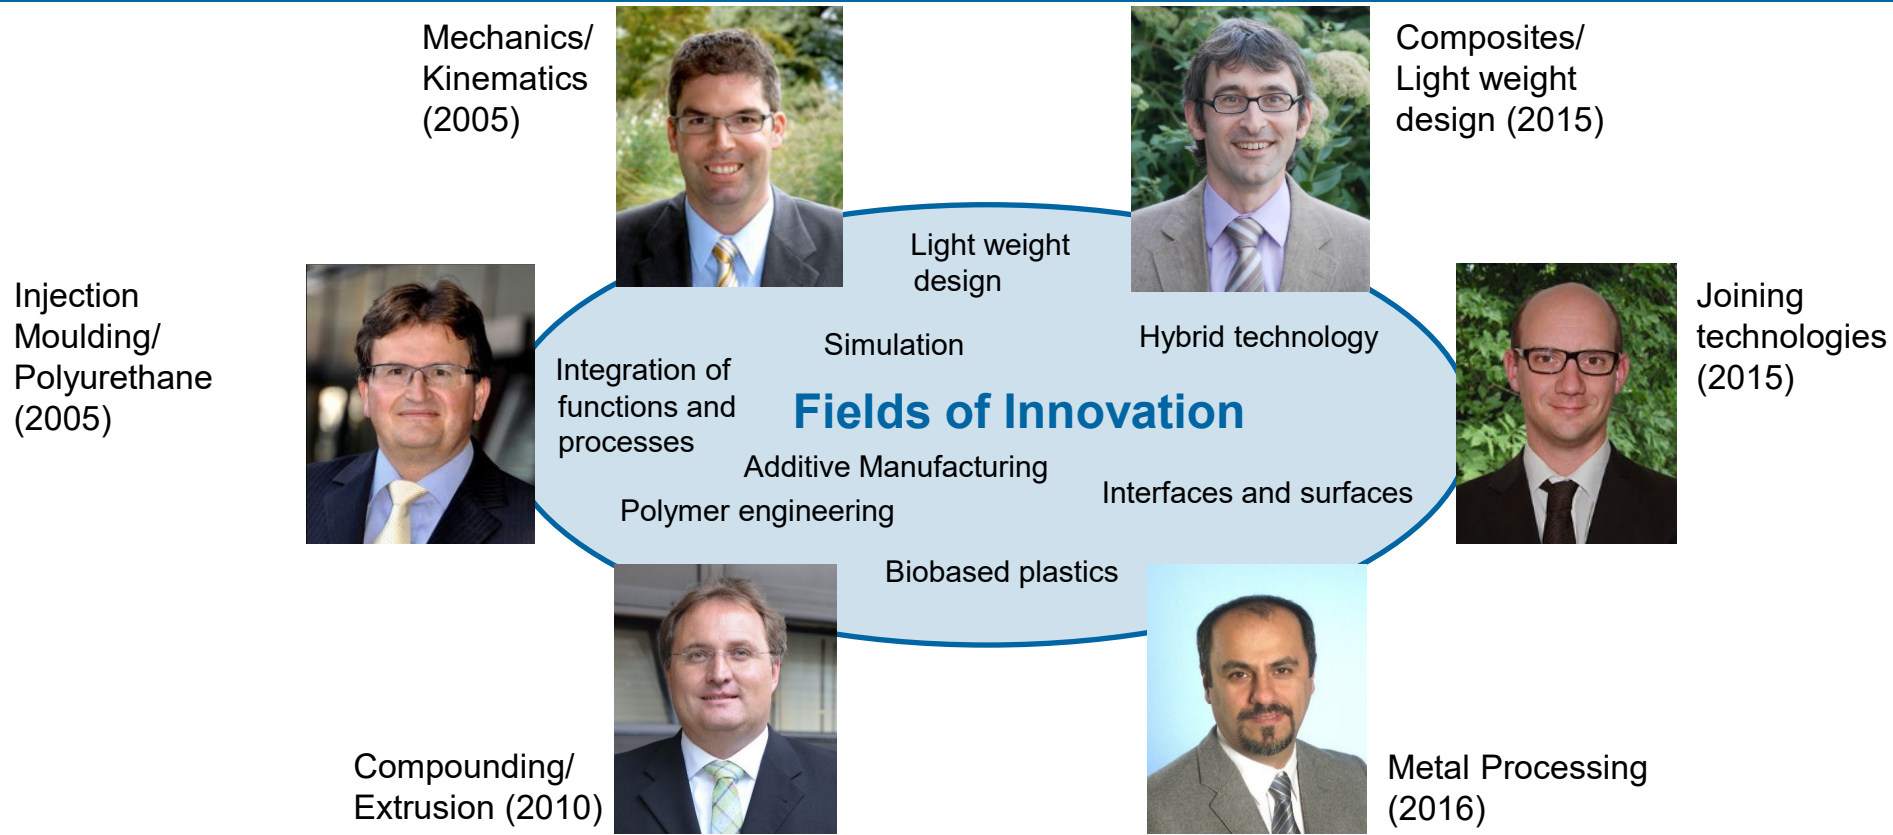 Mechanics/
Kinematics
(2005)
Composites/
Light weight
design (2015)
Injection
Moulding/
Polyurethane
(2005)
Light weight
design
Simulation
Hybrid technology
Integration of
functions and
processes
Fields of Innovation
Additive Manufacturing
Polymer engineering
Interfaces and surfaces
Biobased plastics
Joining
technologies
(2015)
Compounding/
Extrusion (2010)
Metal Processing
(2016)